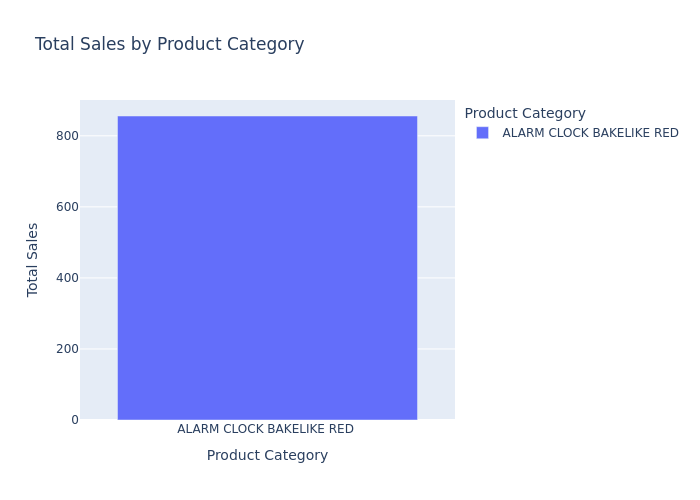 Total Sales by Product Category
Product Category
ALARM CLOCK BAKELIKE RED
Total Sales
800
600
400
200
0
ALARM CLOCK BAKELIKE RED
Product Category